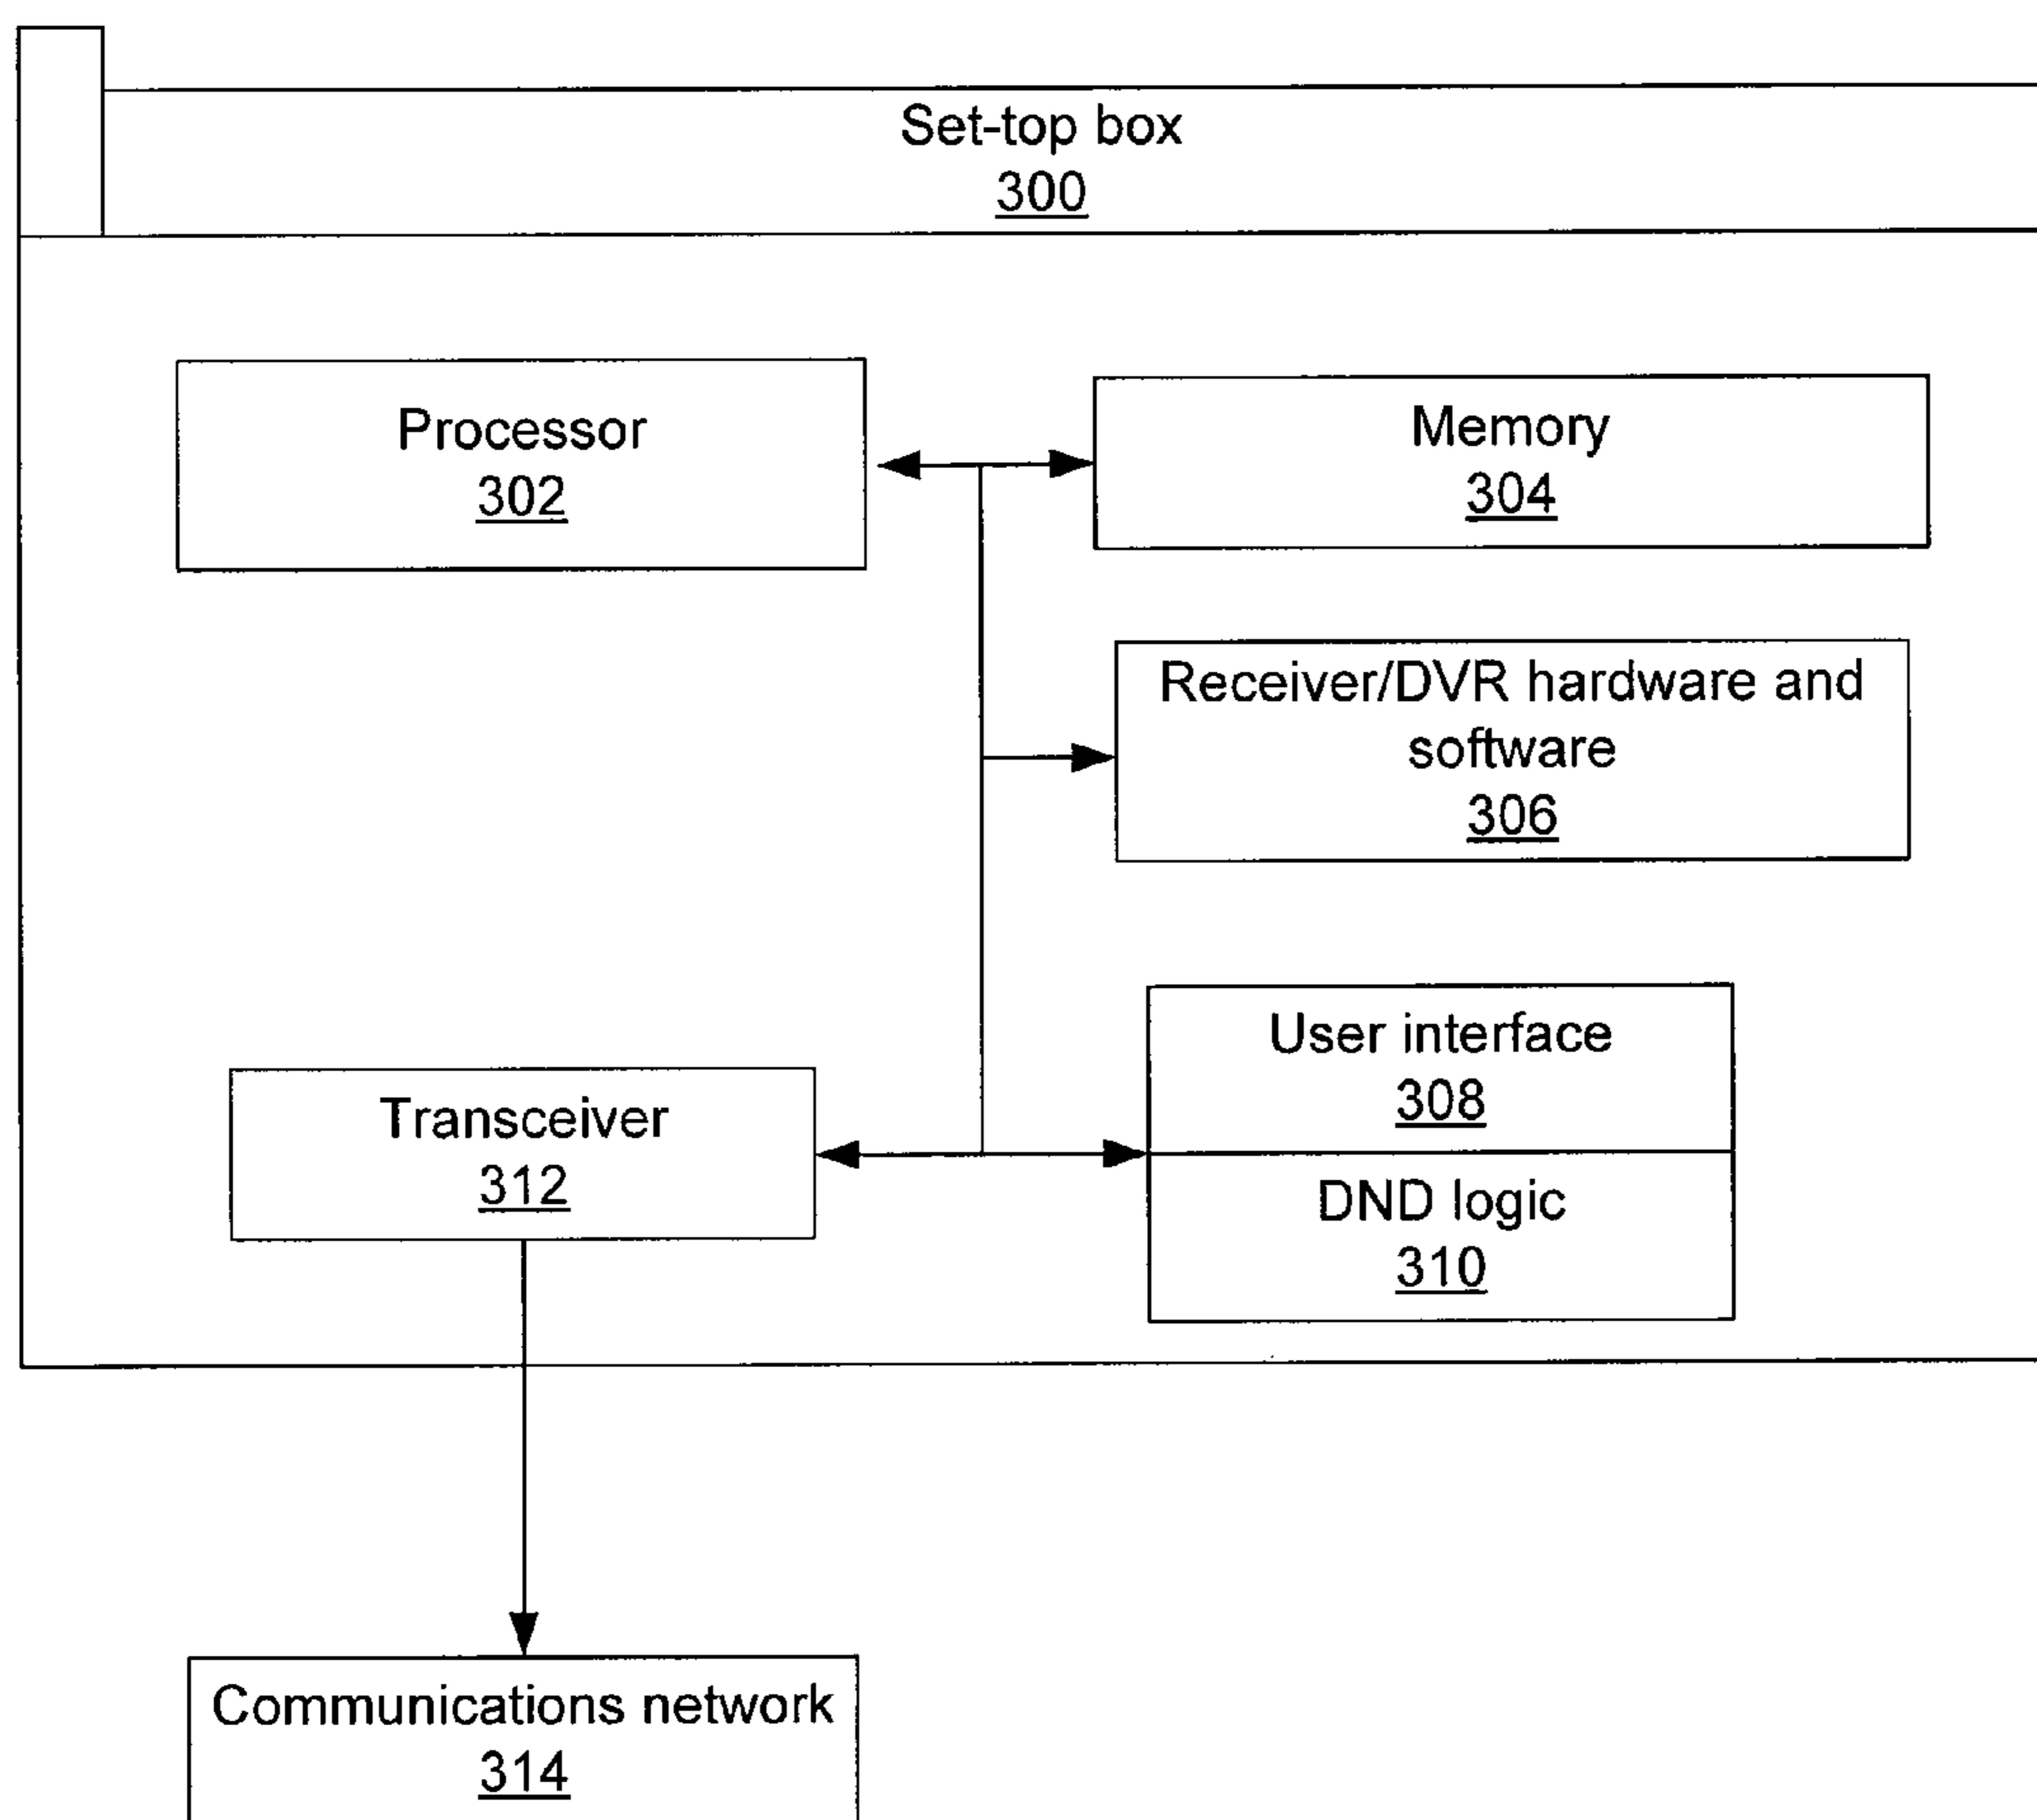 Set-top box
300
Processor
302
Memory
304
Receiver/DVR hardware and
software
306
User interface
308
Transceiver
312
DND logic
310
Communications network
314